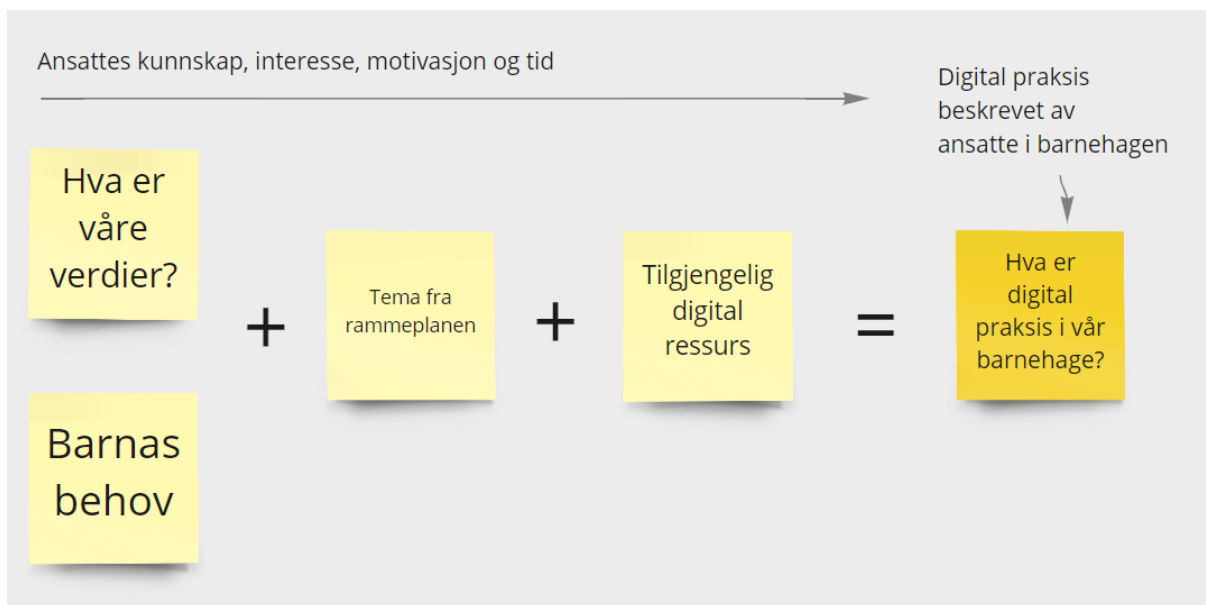 Ansattes kunnskap, interesse, motivasjon og tid
Digital praksis
beskrevet av
ansatte i barnehagen
Hva er
våre
verdier?
Barnas
behov
+
Tema fra
rammeplanen
+
Tilgjengelig
digital
ressurs
=
Hva er
digital
praksis i vår
barnehage?